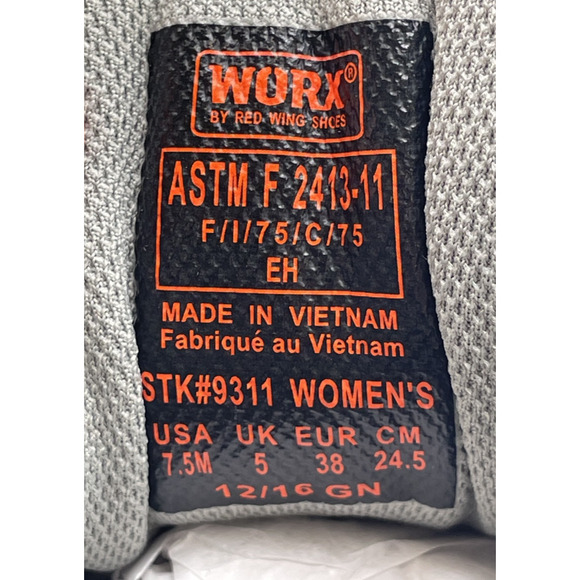 WORX®
BY RED WING SHOES
ASTM F 2413-11
F/I/75/C/75
EH
MADE IN VIETNAM
Fabriqué au Vietnam
STK#9311 WOMEN'S
USA UK EUR CM
7.5M 5 38 24.5
12/16 GN